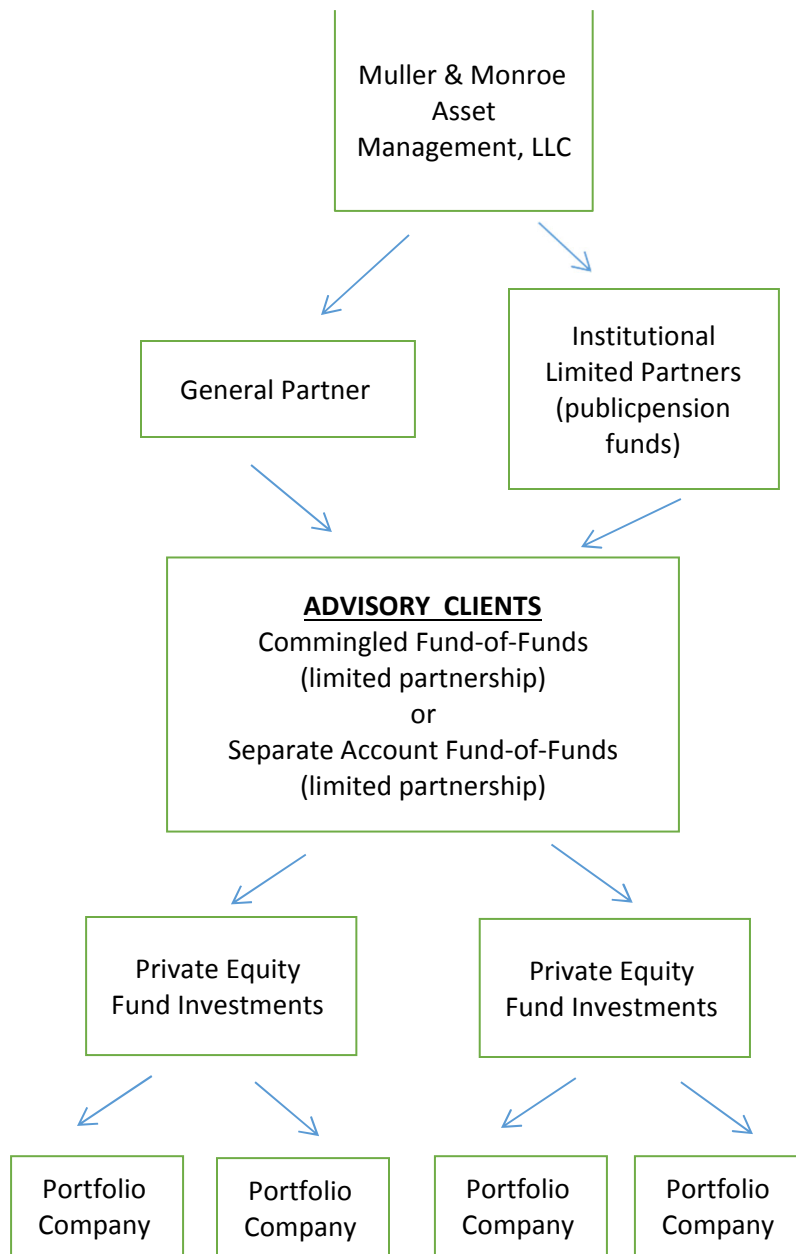 Muller & Monroe
Asset
Management, LLC
General Partner
Institutional
Limited Partners
(publicpension
funds)
ADVISORY CLIENTS
Commingled Fund-of-Funds
(limited partnership)
or
Separate Account Fund-of-Funds
(limited partnership)
Private Equity
Fund Investments
Private Equity
Fund Investments
Portfolio
Company
Portfolio
Company
Portfolio
Company
Portfolio
Company